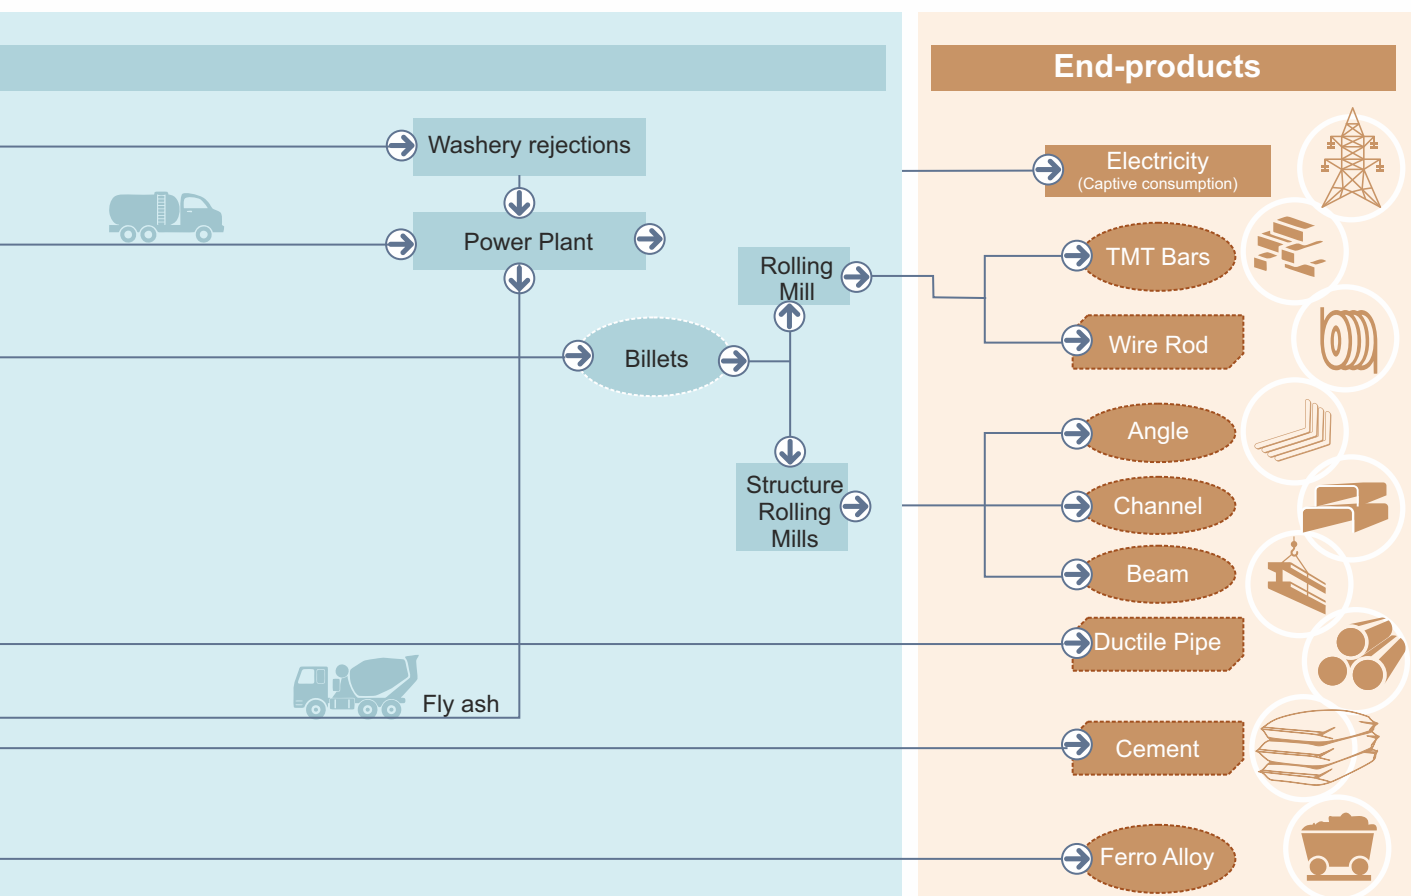 End-products
Washery rejections
Electricity
(Captive consumption)
Power Plant
TMT Bars
Rolling
Mill
Wire Rod
Billets
Angle
Structure
Rolling
Mills
Channel
Beam
Ductile Pipe
Fly ash
Cement
Ferro Alloy